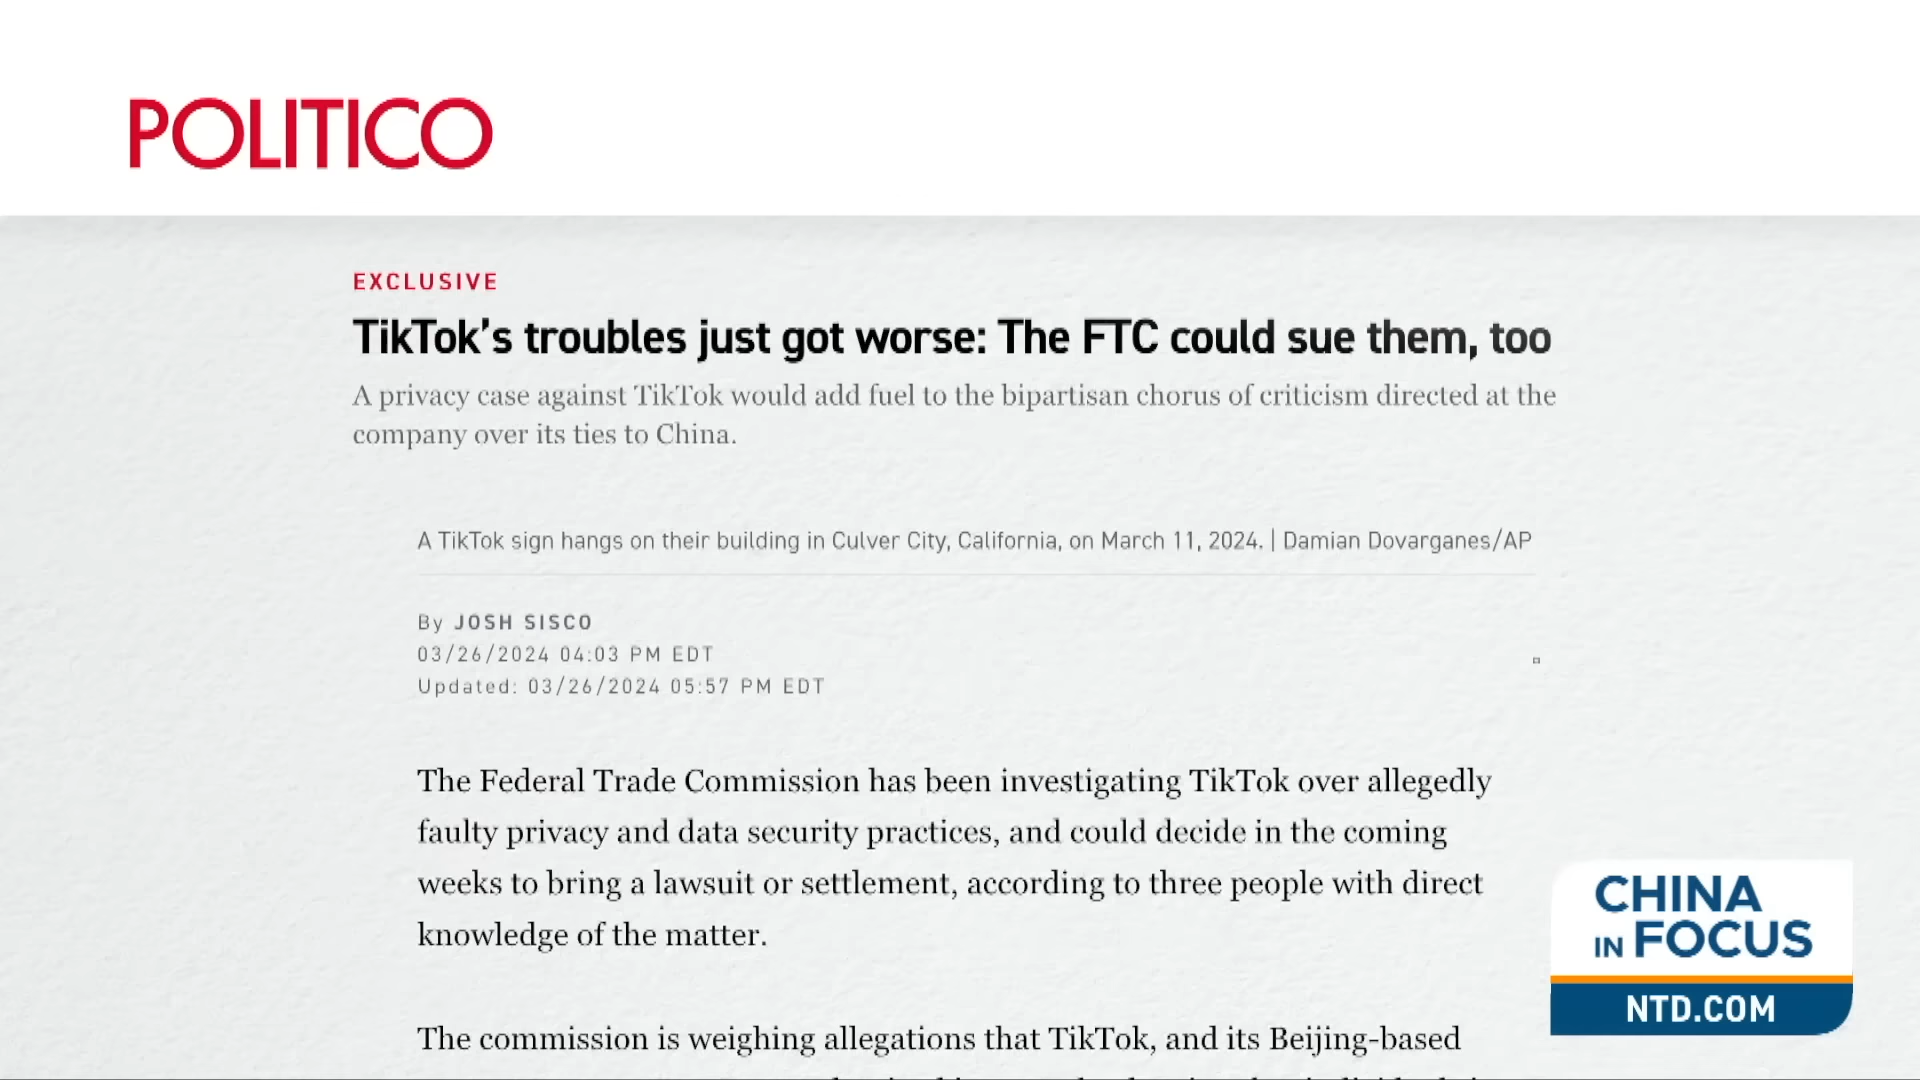 POLITICO
EXCLUSIVE
TikTok’s troubles just got worse: The FTC could sue them, too
A privacy case against TikTok would add fuel to the bipartisan chorus of criticism directed at the
company over its ties to China.
A TikTok sign hangs on their building in Culver City, California, on March 11, 2024. | Damian Dovarganes/AP
By JOSH SISCO
03/26/2024 04:03 PM EDT
Updated: 03/26/2024 05:57 PM EDT
The Federal Trade Commission has been investigating TikTok over allegedly
faulty privacy and data security practices, and could decide in the coming
weeks to bring a lawsuit or settlement, according to three people with direct
knowledge of the matter.
The commission is weighing allegations that TikTok, and its Beijing-based
CHINA
IN FOCUS
NTD.COM